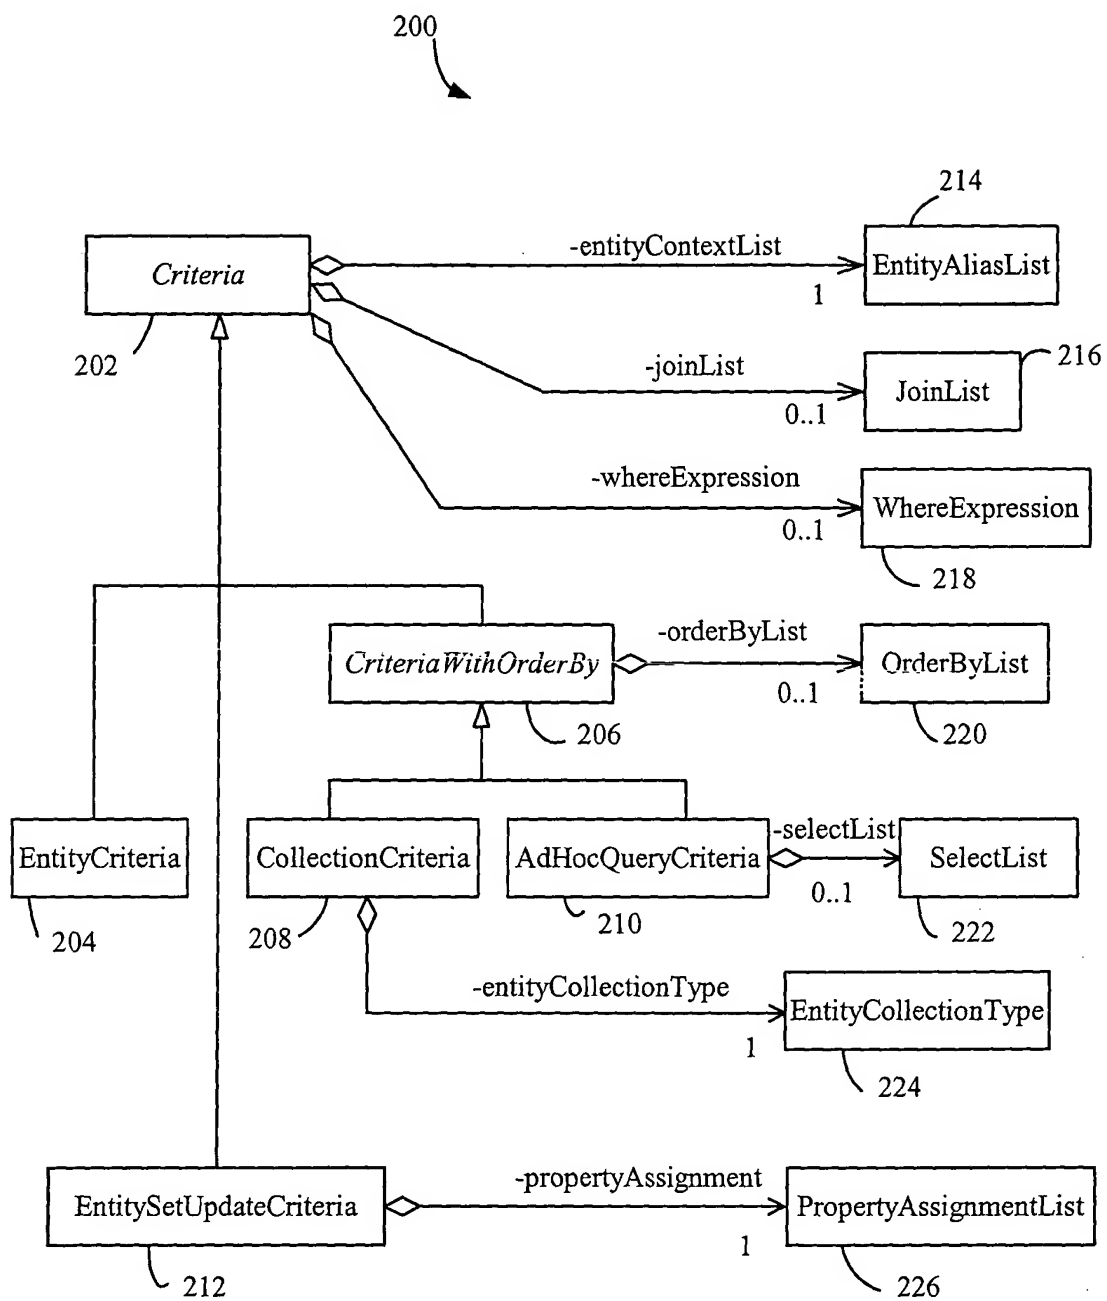 200
214
Criteria
-entityContextList
EntityAliasList
1
202
216
-joinList
JoinList
0..1
-whereExpression
WhereExpression
0..1
218
-orderByList
CriteriaWithOrderBy
OrderByList
0..1
206
220
-selectList
EntityCriteria
CollectionCriteria
AdHocQueryCriteria
SelectList
0..1
204
208
210
222
-entityCollectionType
EntityCollectionType
1
224
-propertyAssignment
EntitySetUpdateCriteria
PropertyAssignmentList
1
212
226